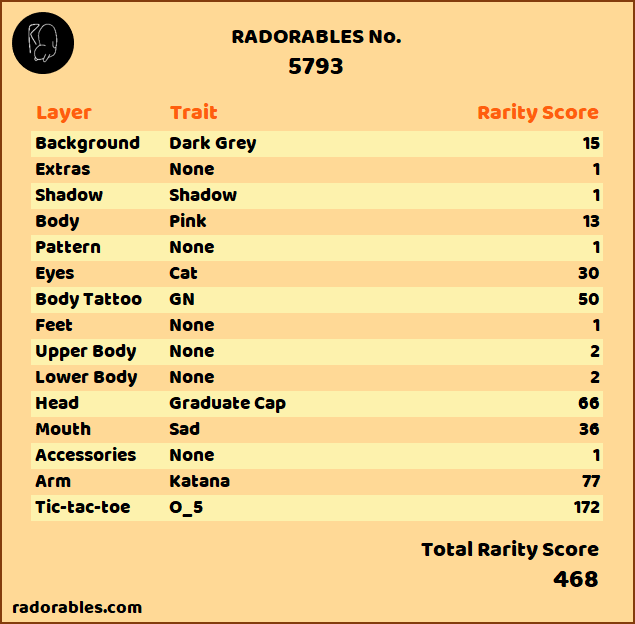 RADORABLES No.
5793
Layer Trait Rarity Score
Background Dark Grey 15
Extras None 1
Shadow Shadow 1
Body Pink 13
Pattern None 1
Eyes Cat 30
Body Tattoo GN 50
Feet None 1
Upper Body None 2
Lower Body None 2
Head Graduate Cap 66
Mouth Sad 36
Accessories None 1
Arm Katana 77
Tic-tac-toe O_5 172
Total Rarity Score
468
radorables.com